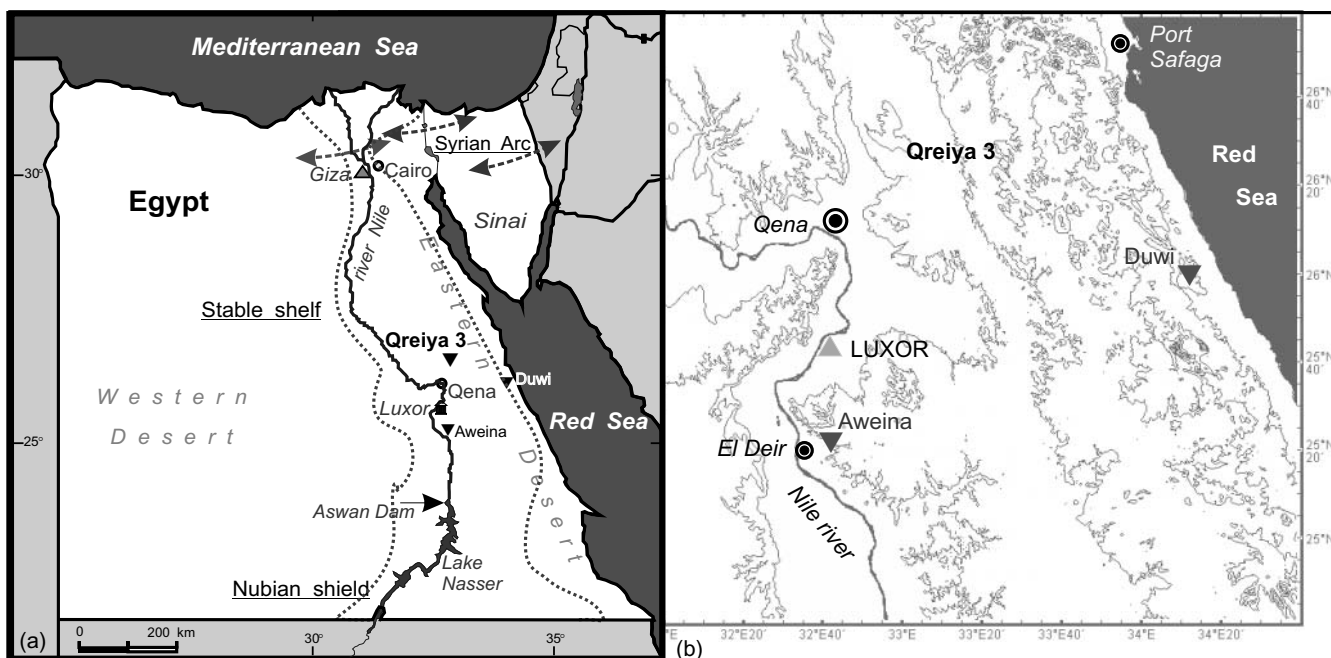 Mediterranean Sea
Syrian Arc
Giza
Cairo
30
Egypt
Sinai
river Nile
Eastern Desert
Stable shelf
Qreiya 3
Duwi
Qena
Western
Desert
Luxor
Red Sea
25
Aweina
Aswan Dam
Lake
Nasser
Nubian shield
(a)
0 200 km
30°
35°
Port
Safaga
26°N
40'
Qreiya 3
Red
Sea
26°N
20'
Qena
Duwi
26°N
LUXOR
25°N
40'
Aweina
El Deir
25°N
20'
Nile river
25°N
(b)
32°E 32°E20' 32°E40' 33°E 33°E20' 33°E40' 34°E 34°E20'